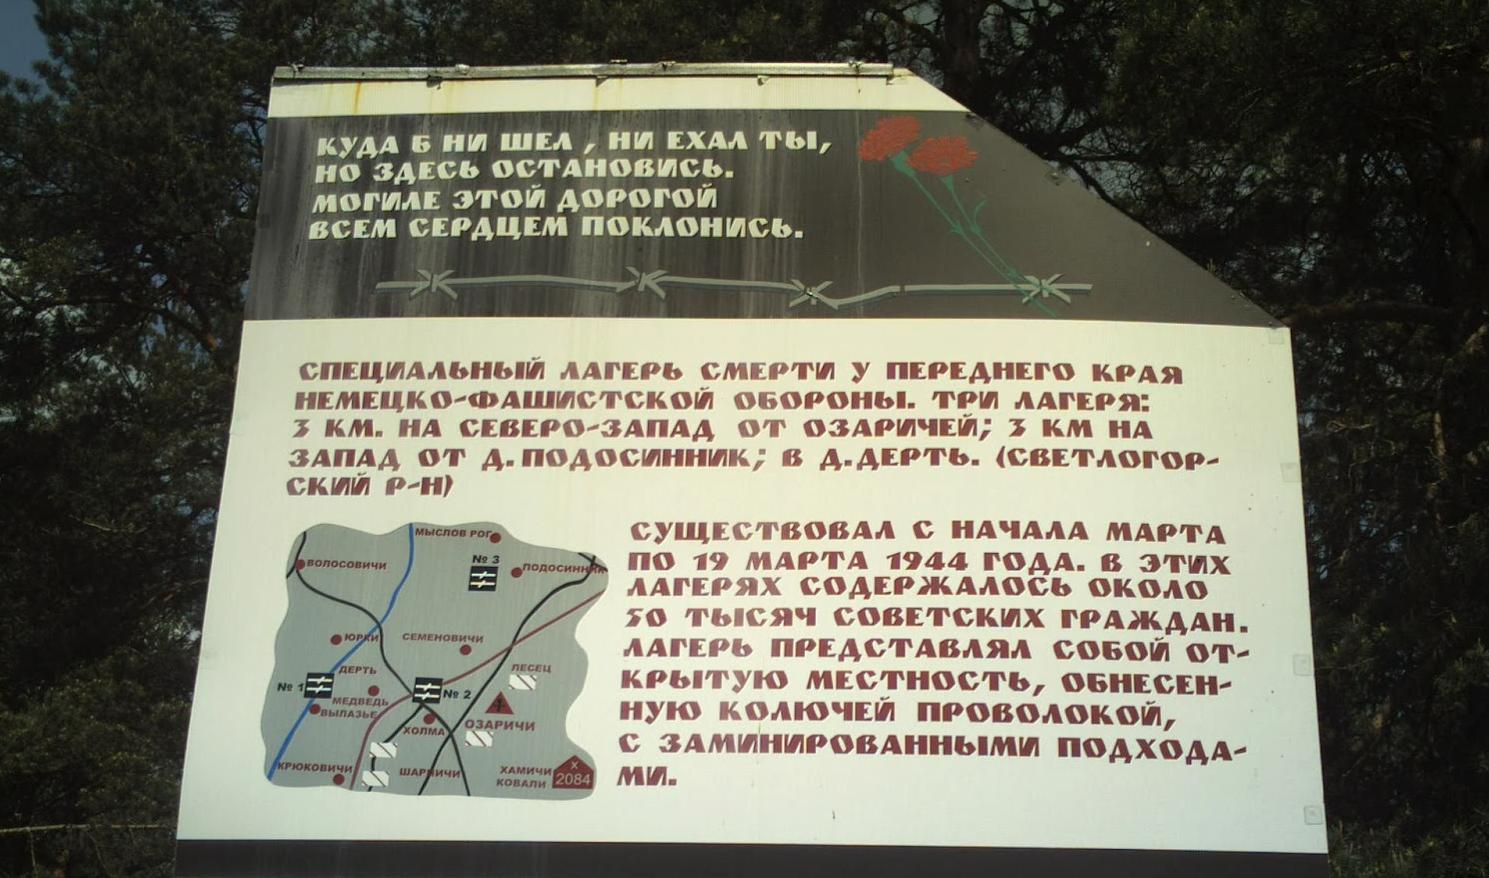 КУДА Б НИ ШЕЛ , НИ ЕХАЛ ТЫ,
НО ЗДЕСЬ ОСТАНОВИСЬ.
МОГИЛЕ ЭТОЙ ДОРОГОЙ
ВСЕМ СЕРДЦЕМ ПОКЛОНИСЬ.
СПЕЦИАЛЬНЫЙ ЛАГЕРЬ СМЕРТИ У ПЕРЕДНЕГО КРАЯ
НЕМЕЦКО-ФАШИСТСКОЙ ОБОРОНЫ. ТРИ ЛАГЕРЯ:
3 КМ. НА СЕВЕРО-ЗАПАД ОТ ОЗАРИЧЕЙ; 3 КМ НА
ЗАПАД ОТ Д.ПОДОСИННИК; В Д.ДЕРТЬ. (СВЕТЛОГОР-
СКИЙ Р-Н)
СУЩЕСТВОВАЛ С НАЧАЛА МАРТА
ПО 19 МАРТА 1944 ГОДА. В ЭТИХ
ЛАГЕРЯХ СОДЕРЖАЛОСЬ ОКОЛО
50 ТЫСЯЧ СОВЕТСКИХ ГРАЖДАН.
ЛАГЕРЬ ПРЕДСТАВЛЯЛ СОБОЙ ОТ-
КРЫТУЮ МЕСТНОСТЬ, ОБНЕСЕН-
НУЮ КОЛЮЧЕЙ ПРОВОЛОКОЙ,
С ЗАМИНИРОВАННЫМИ ПОДХОДА-
МИ.
МЫСЛОВ РОГ
ВОЛОСОВИЧИ
№ 3
ПОДОСИННИК
ЮРКИ
СЕМЕНОВИЧИ
ДЕРТЬ
ЛЕСЕЦ
№ 1
№ 2
МЕДВЕДЬ
ВЫЛАЗЬЕ
ОЗАРИЧИ
ХОЛМА
КРЮКОВИЧИ
ШАРНИЧИ
ХАМИЧИ
КОВАЛИ
Х
2084